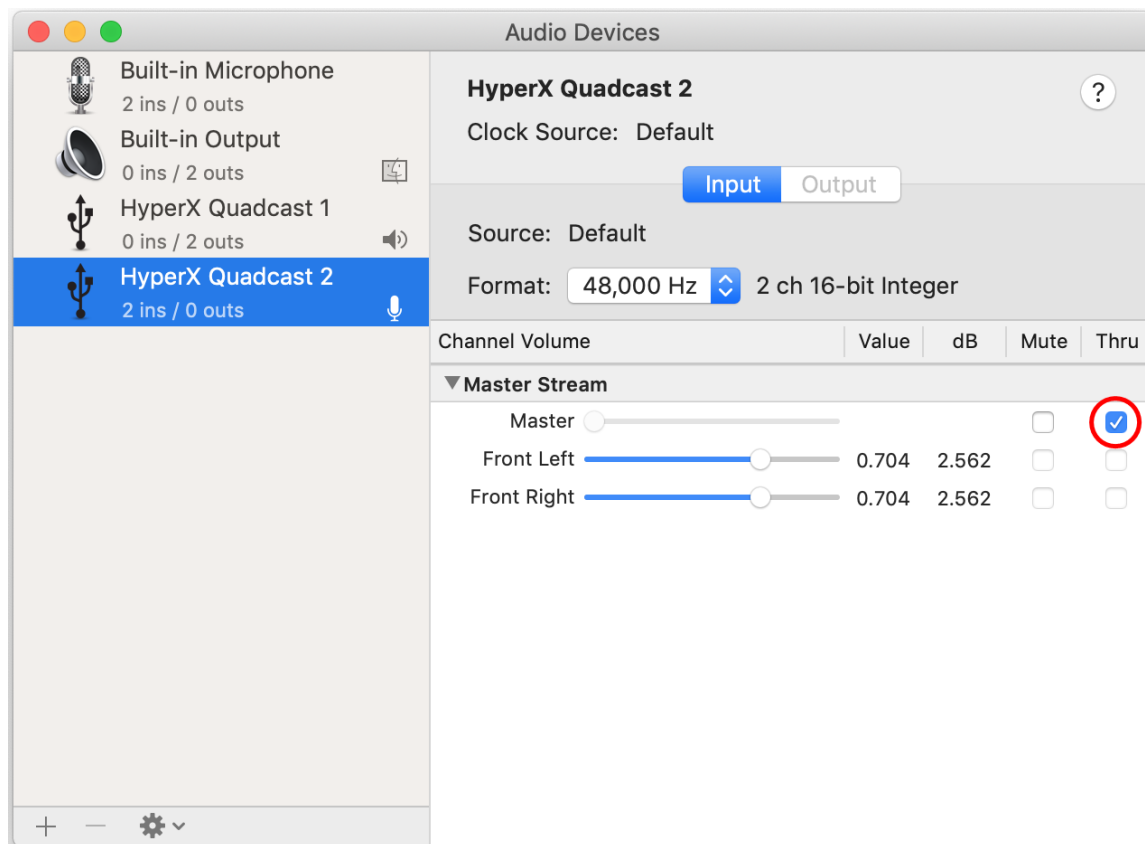 Audio Devices
Built-in Microphone
2 ins / 0 outs
Built-in Output
0 ins / 2 outs
HyperX Quadcast 1
0 ins / 2 outs
HyperX Quadcast 2
2 ins / 0 outs
HyperX Quadcast 2
?
Clock Source: Default
Input Output
Source: Default
Format: 48,000 Hz 2 ch 16-bit Integer
Channel Volume Value dB Mute Thru
Master Stream
Master
Front Left 0.704 2.562
Front Right 0.704 2.562